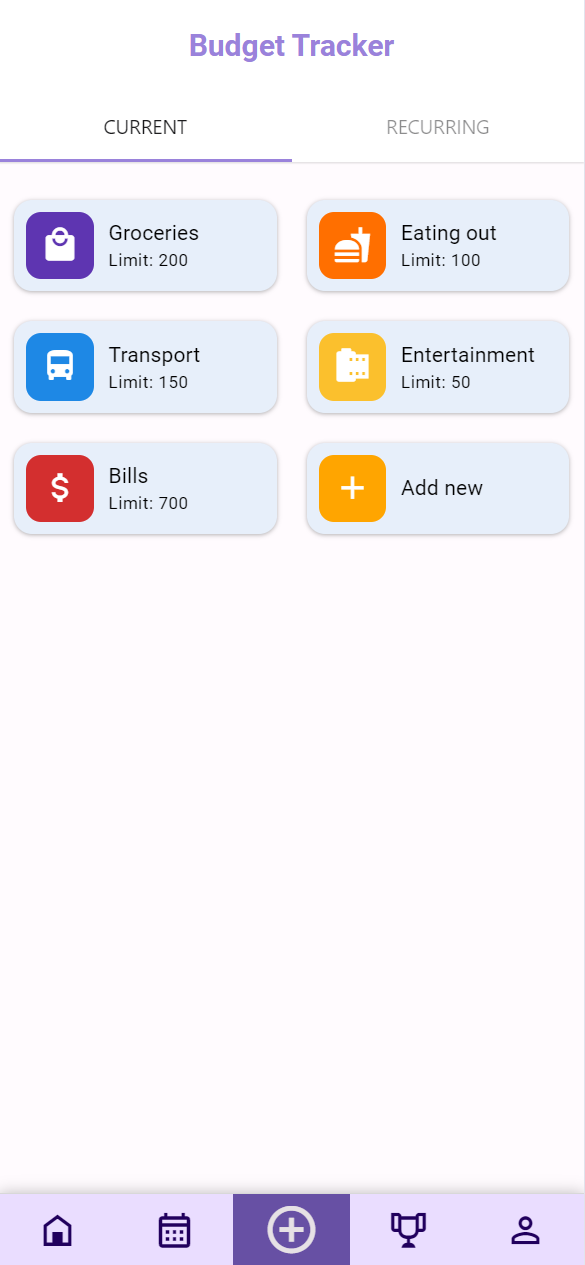 Budget Tracker
CURRENT
RECURRING
Groceries
Limit: 200
Eating out
Limit: 100
Transport
Limit: 150
Entertainment
Limit: 50
Bills
Limit: 700
Add new